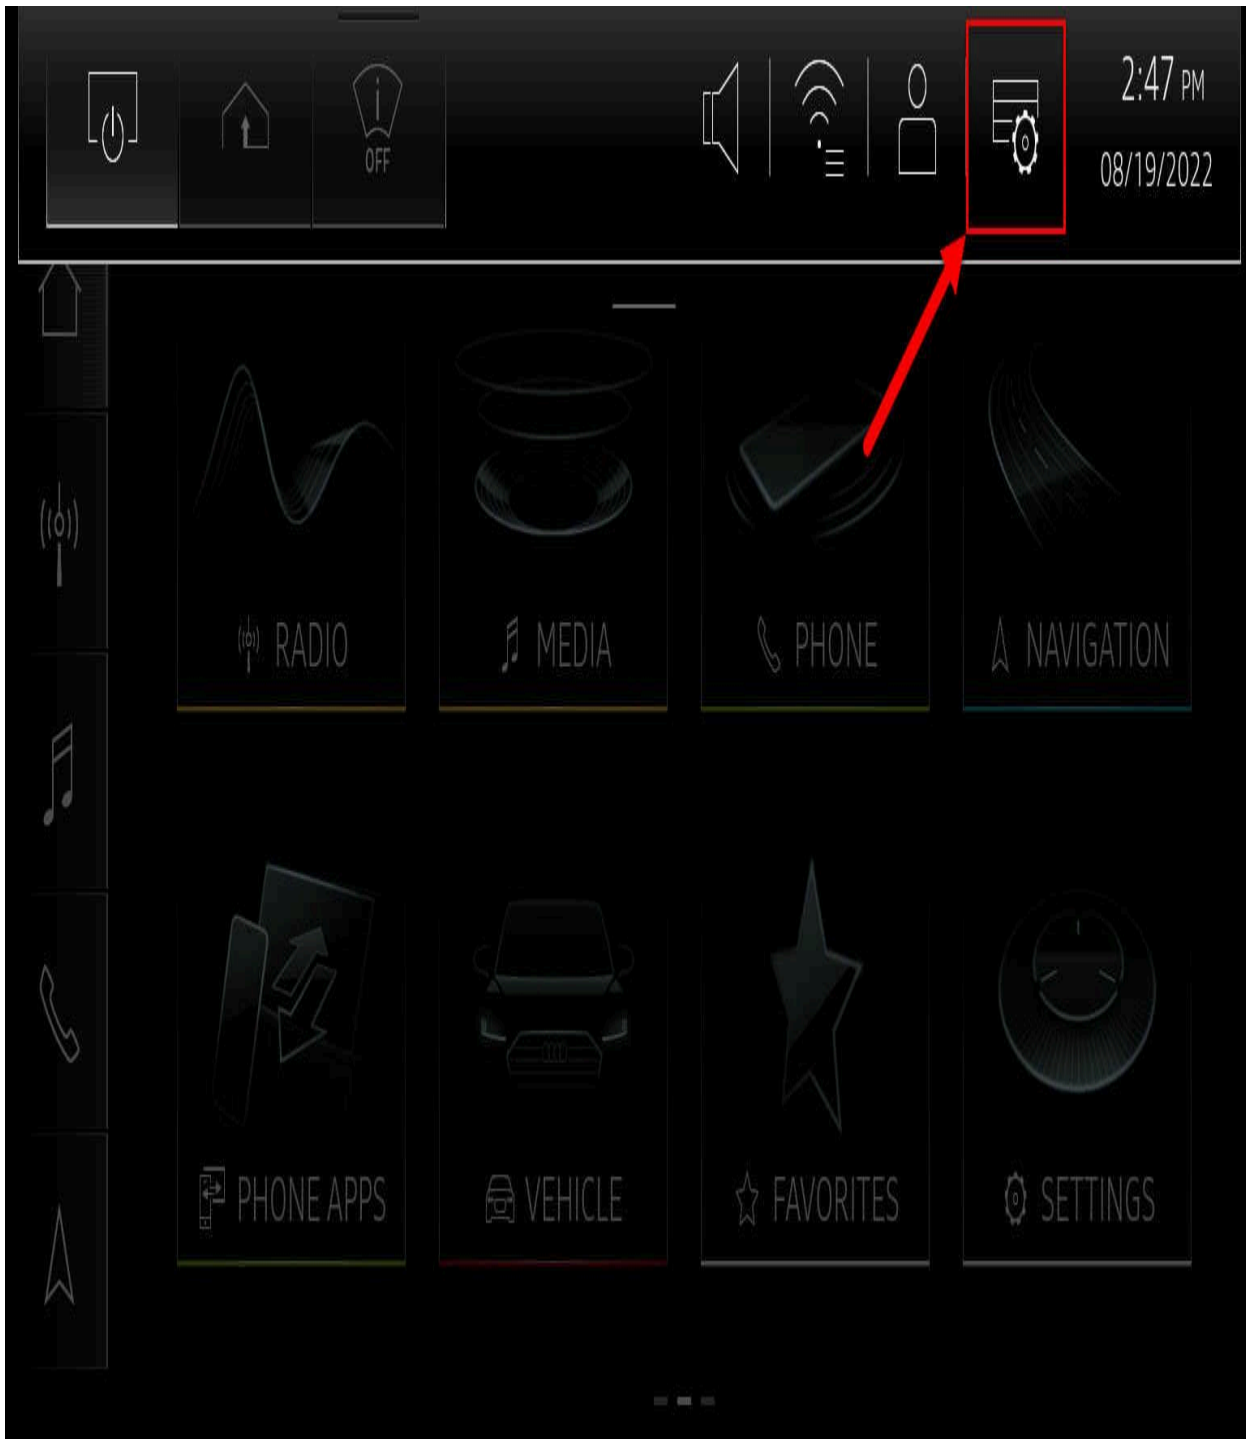 2:47 PM
OFF
08/19/2022
RADIO
MEDIA
PHONE
NAVIGATION
PHONE APPS
VEHICLE
FAVORITES
SETTINGS